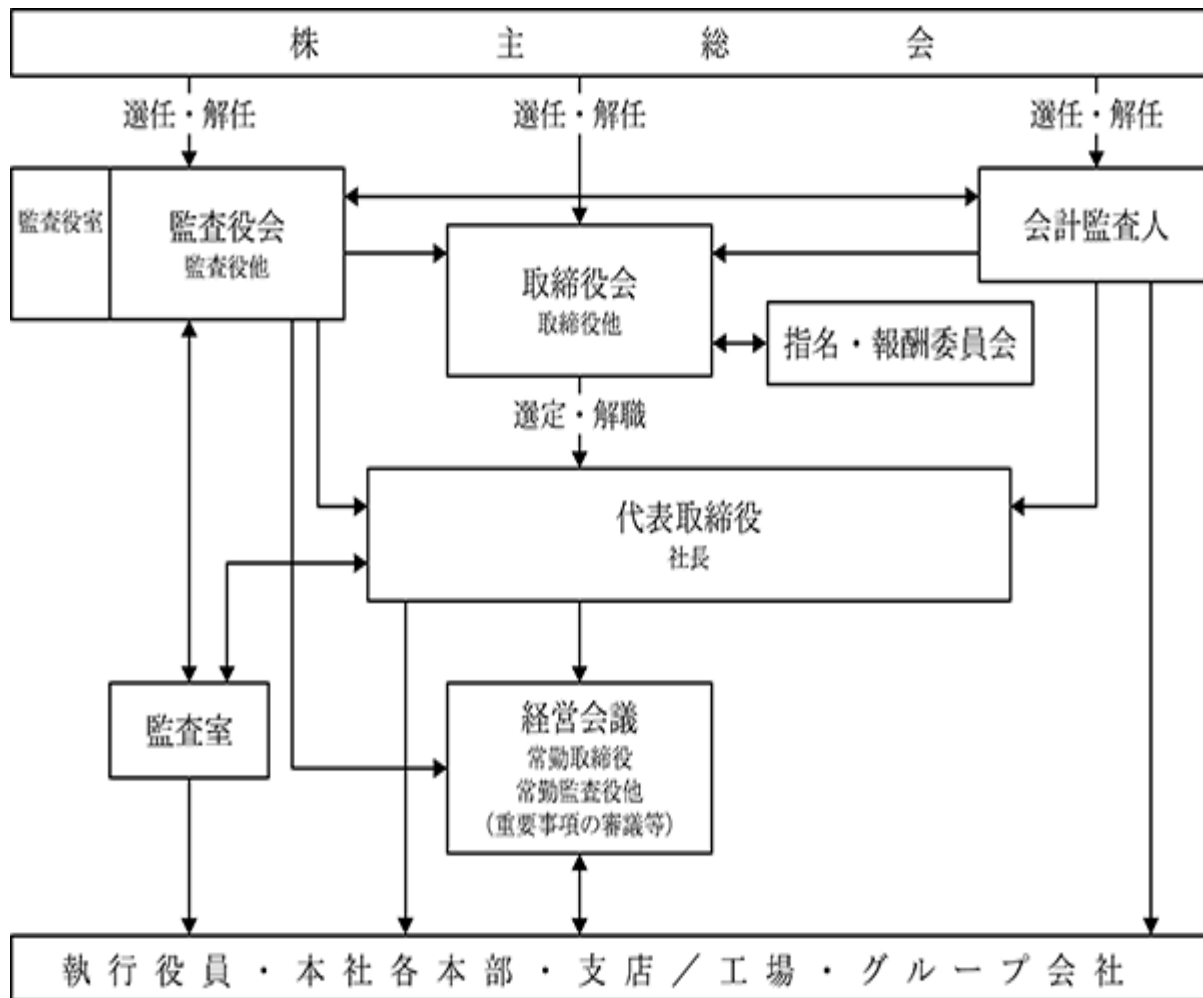 株主総会
選任・解任
選任・解任
選任・解任
監査役室
監査役会
監査役他
会計監査人
取締役会
取締役他
指名・報酬委員会
選定・解職
代表取締役
社長
監査室
経営会議
常勤取締役
常勤監査役他
（重要事項の審議等）
執行役員・本社各本部・支店／工場・グループ会社